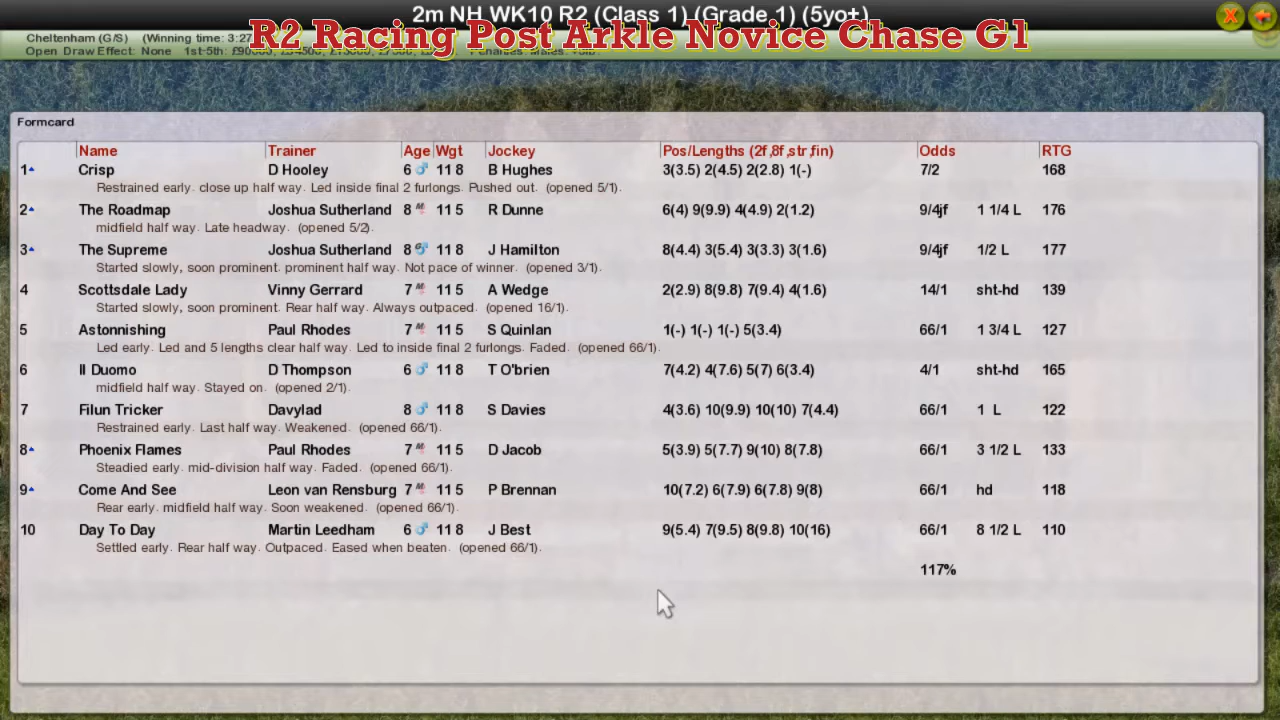 2m NH WK10 R2 (Class 1) (Grade 1) (5yo+)
R2 Racing Post Arkle Novice Chase G1
Cheltenham (G/S) (Winning time: 3:27
Open Draw Effect: None 1st-5th:
Formcard
Name Trainer Age Wgt Jockey Pos/Lengths (2f,8f,str,fin) Odds RTG
1 Crisp D Hooley 6 11 8 B Hughes 3(3.5) 2(4.5) 2(2.8) 1(-) 7/2 168
Restrained early. close up half way. Led inside final 2 furlongs. Pushed out. (opened 5/1).
2 The Roadmap Joshua Sutherland 8 11 5 R Dunne 6(4) 9(9.9) 4(4.9) 2(1.2) 9/4jf 1 1/4 L 176
midfield half way. Late headway. (opened 5/2).
3 The Supreme Joshua Sutherland 8 11 8 J Hamilton 8(4.4) 3(5.4) 3(3.3) 3(1.6) 9/4jf 1/2 L 177
Started slowly, soon prominent. prominent half way. Not pace of winner. (opened 3/1).
4 Scottsdale Lady Vinny Gerrard 7 11 5 A Wedge 2(2.9) 8(9.8) 7(9.4) 4(1.6) 14/1 sht-hd 139
Started slowly, soon prominent. Rear half way. Always outpaced. (opened 16/1).
5 Astonnishing Paul Rhodes 7 11 5 S Quinlan 1(-) 1(-) 1(-) 5(3.4) 66/1 1 3/4 L 127
Led early. Led and 5 lengths clear half way. Led to inside final 2 furlongs. Faded. (opened 66/1).
6 Il Duomo D Thompson 6 11 8 T O'brien 7(4.2) 4(7.6) 5(7) 6(3.4) 4/1 sht-hd 165
midfield half way. Stayed on. (opened 2/1).
7 Filun Tricker Davylad 8 11 8 S Davies 4(3.6) 10(9.9) 10(10) 7(4.4) 66/1 1 L 122
Restrained early. Last half way. Weakened. (opened 66/1).
8 Phoenix Flames Paul Rhodes 7 11 5 D Jacob 5(3.9) 5(7.7) 9(10) 8(7.8) 66/1 3 1/2 L 133
Steadied early. mid-division half way. Faded. (opened 66/1).
9 Come And See Leon van Rensburg 7 11 5 P Brennan 10(7.2) 6(7.9) 6(7.8) 9(8) 66/1 hd 118
Rear early. midfield half way. Soon weakened. (opened 66/1).
10 Day To Day Martin Leedham 6 11 8 J Best 9(5.4) 7(9.5) 8(9.8) 10(16) 66/1 8 1/2 L 110
Settled early. Rear half way. Outpaced. Eased when beaten. (opened 66/1).
117%